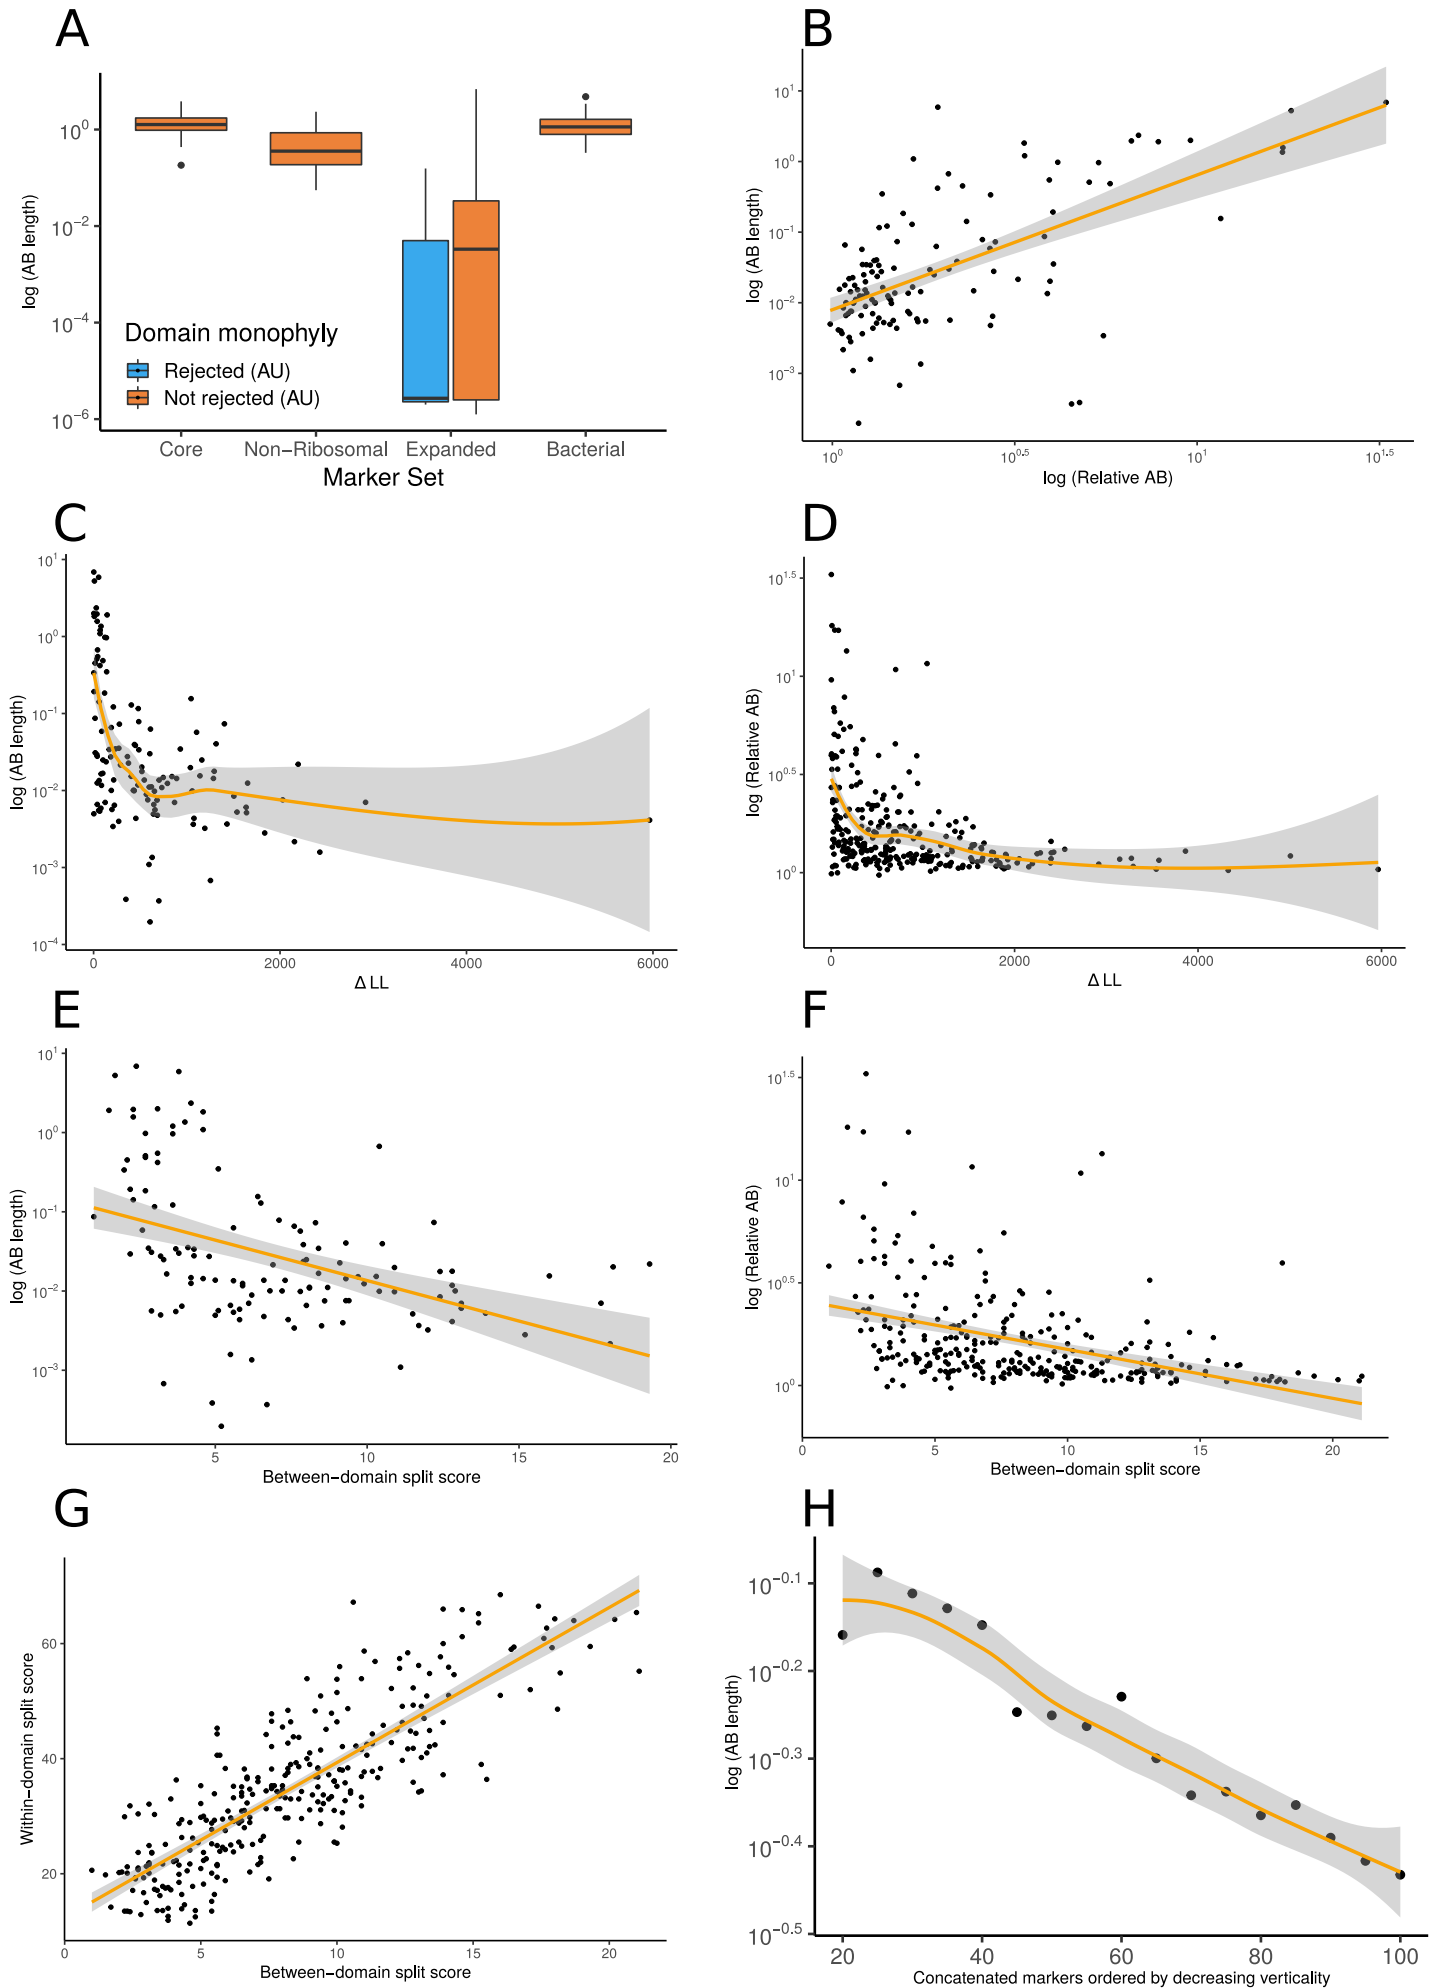 A
log (AB length)
10^0
10^−2
10^−4
10^−6
Domain monophyly
Rejected (AU)
Not rejected (AU)
Core
Non−Ribosomal
Expanded
Bacterial
Marker Set
B
log (AB length)
10^1
10^0
10^−1
10^−2
10^−3
10^0
10^0.5
10^1
10^1.5
log (Relative AB)
C
log (AB length)
10^1
10^0
10^−1
10^−2
10^−3
10^−4
0
2000
4000
6000
Δ LL
D
log (Relative AB)
10^1.5
10^1
10^0.5
10^0
0
2000
4000
6000
Δ LL
E
log (AB length)
10^1
10^0
10^−1
10^−2
10^−3
5
10
15
20
Between−domain split score
F
log (Relative AB)
10^1.5
10^1
10^0.5
10^0
0
5
10
15
20
Between−domain split score
G
Within−domain split score
60
40
20
0
5
10
15
20
Between−domain split score
H
log (AB length)
10^−0.1
10^−0.2
10^−0.3
10^−0.4
10^−0.5
20
40
60
80
100
Concatenated markers ordered by decreasing verticality